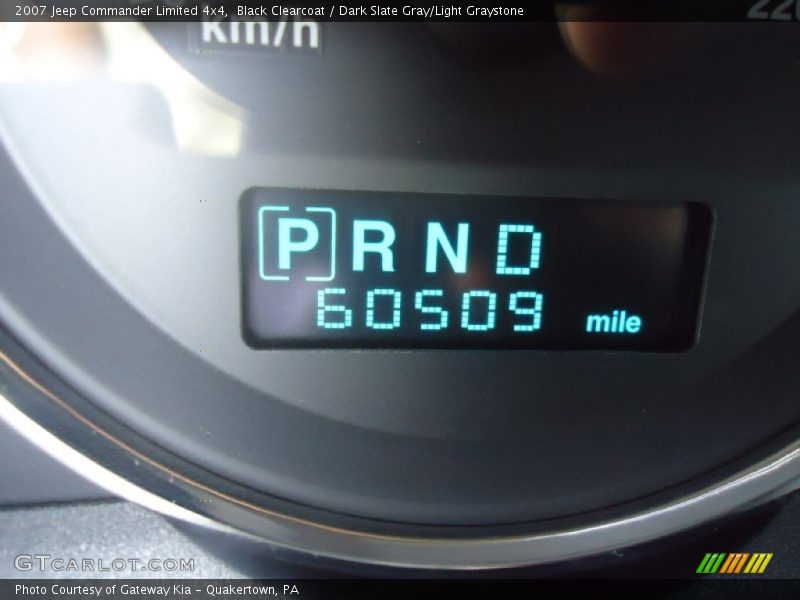 2007 Jeep Commander Limited 4x4, Black Clearcoat / Dark Slate Gray/Light Graystone
km/h
220
P R N D
60509 mile
GTCARLOT.COM
Photo Courtesy of Gateway Kia - Quakertown, PA